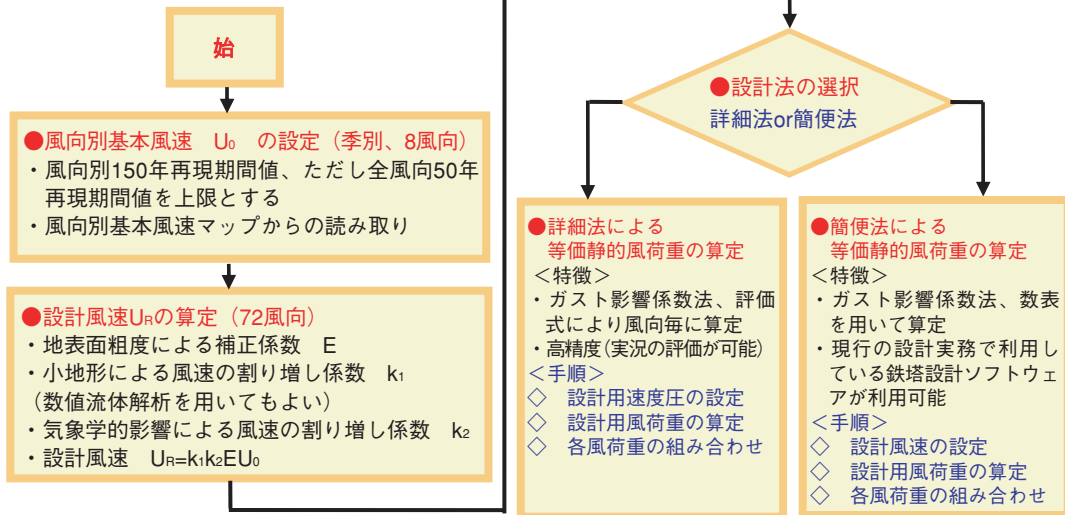 始
●風向別基本風速 U₀ の設定（季別、8風向）
・風向別150年再現期間値、ただし全風向50年
再現期間値を上限とする
・風向別基本風速マップからの読み取り
●設計風速URの算定（72風向）
・地表面粗度による補正係数 E
・小地形による風速の割り増し係数 k₁
（数値流体解析を用いてもよい）
・気象学的影響による風速の割り増し係数 k₂
・設計風速 UR=k₁k₂EU₀
●設計法の選択
詳細法or簡便法
●詳細法による
等価静的風荷重の算定
＜特徴＞
・ガスト影響係数法、評価
式により風向毎に算定
・高精度（実況の評価が可能）
＜手順＞
◇ 設計用速度圧の設定
◇ 設計用風荷重の算定
◇ 各風荷重の組み合わせ
●簡便法による
等価静的風荷重の算定
＜特徴＞
・ガスト影響係数法、数表
を用いて算定
・現行の設計実務で利用し
ている鉄塔設計ソフトウェ
アが利用可能
＜手順＞
◇ 設計風速の設定
◇ 設計用風荷重の算定
◇ 各風荷重の組み合わせ